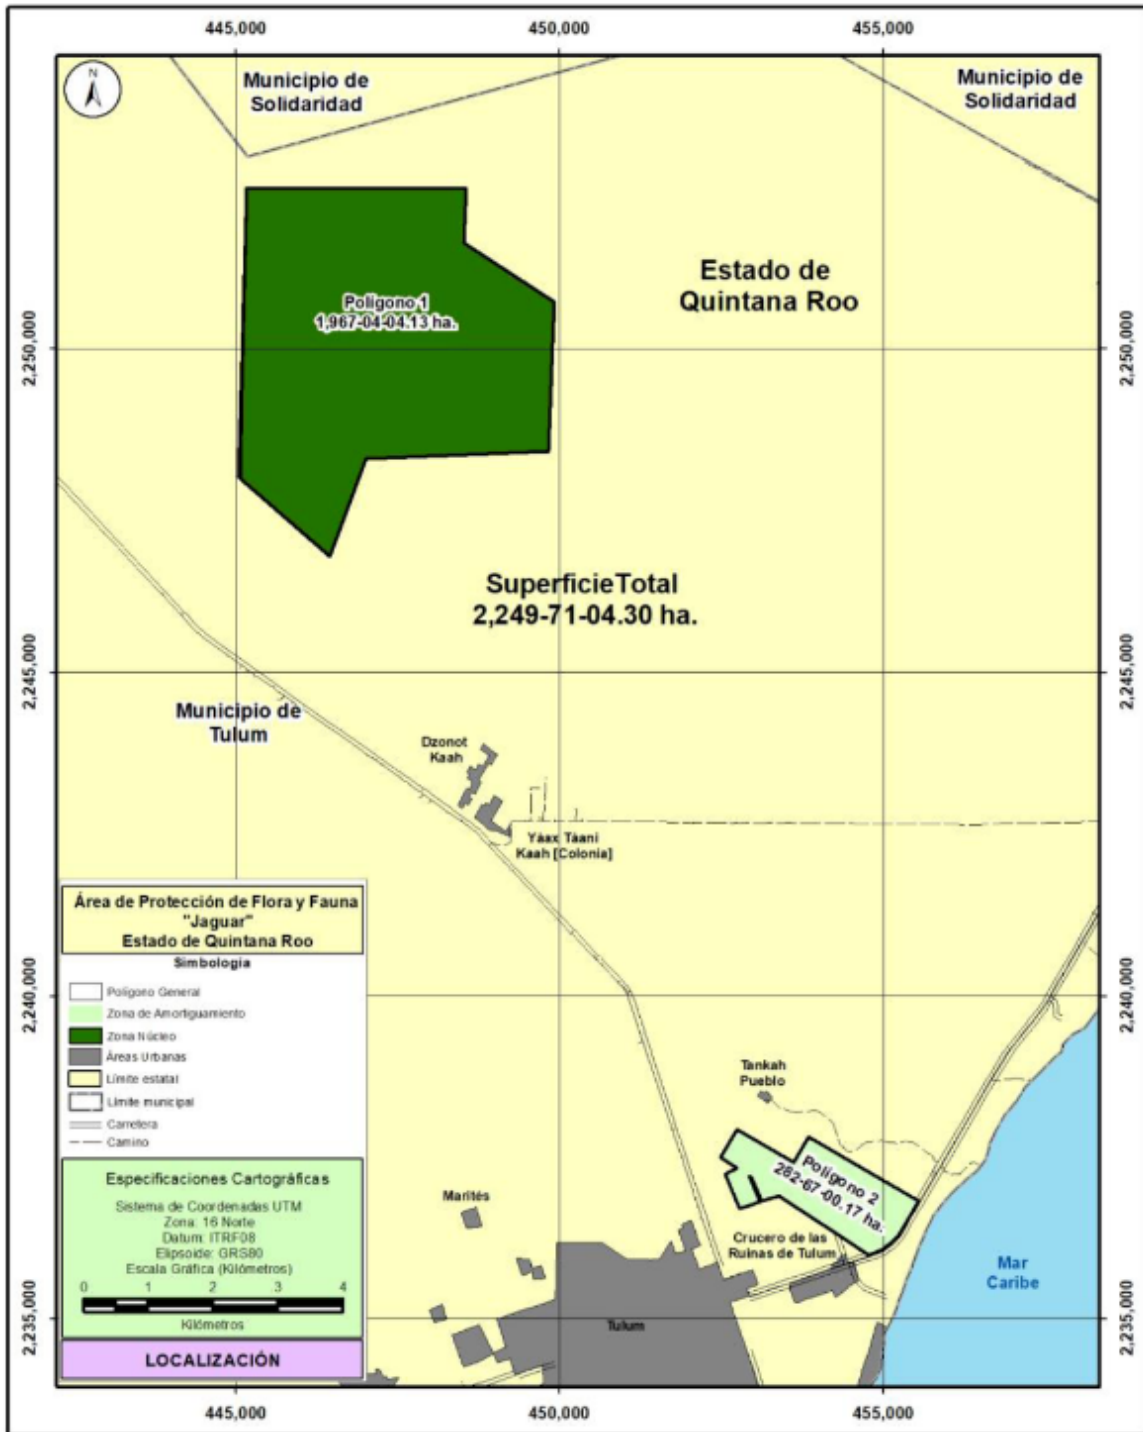 445,000
450,000
455,000
N
Municipio de
Solidaridad
Municipio de
Solidaridad
Estado de
Quintana Roo
Polígono 1
1,967-04-04.13 ha.
2,250,000
2,250,000
SuperficieTotal
2,249-71-04.30 ha.
2,245,000
2,245,000
Municipio de
Tulum
Dzonot
Kaah
Yáax Táani
Kaah [Colonia]
Área de Protección de Flora y Fauna
"Jaguar"
Estado de Quintana Roo
Simbología
Polígono General
Zona de Amortiguamiento
Zona Núcleo
Áreas Urbanas
Límite estatal
Límite municipal
Carretera
Camino
2,240,000
2,240,000
Tankah
Pueblo
Polígono 2
282-67-00.17 ha.
Especificaciones Cartográficas
Sistema de Coordenadas UTM
Zona: 16 Norte
Datum: ITRF08
Elipsoide: GRS80
Escala Gráfica (Kilómetros)
0 1 2 3 4
Kilómetros
LOCALIZACIÓN
Marités
Crucero de las
Ruinas de Tulum
Mar
Caribe
Tulum
2,235,000
2,235,000
445,000
450,000
455,000